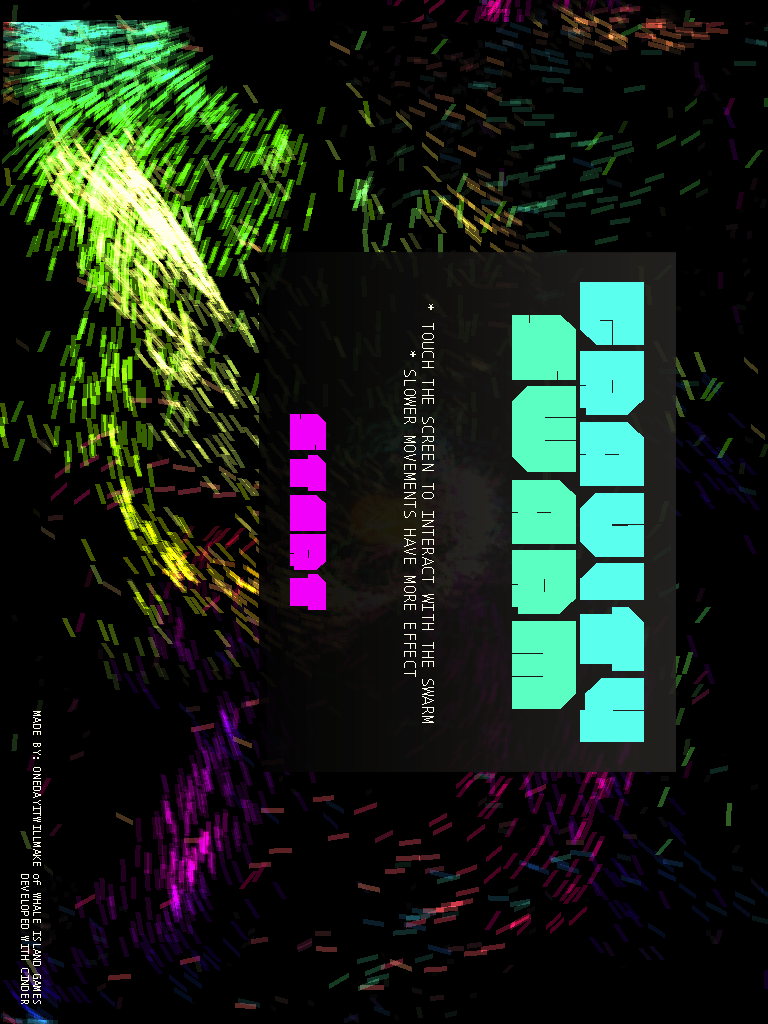 GRAVITY
SWARM
* TOUCH THE SCREEN TO INTERACT WITH THE SWARM
* SLOWER MOVEMENTS HAVE MORE EFFECT
START
MADE BY: ONEDAYITWILLMAKE of WHALE ISLAND GAMES
DEVELOPED WITH CINDER